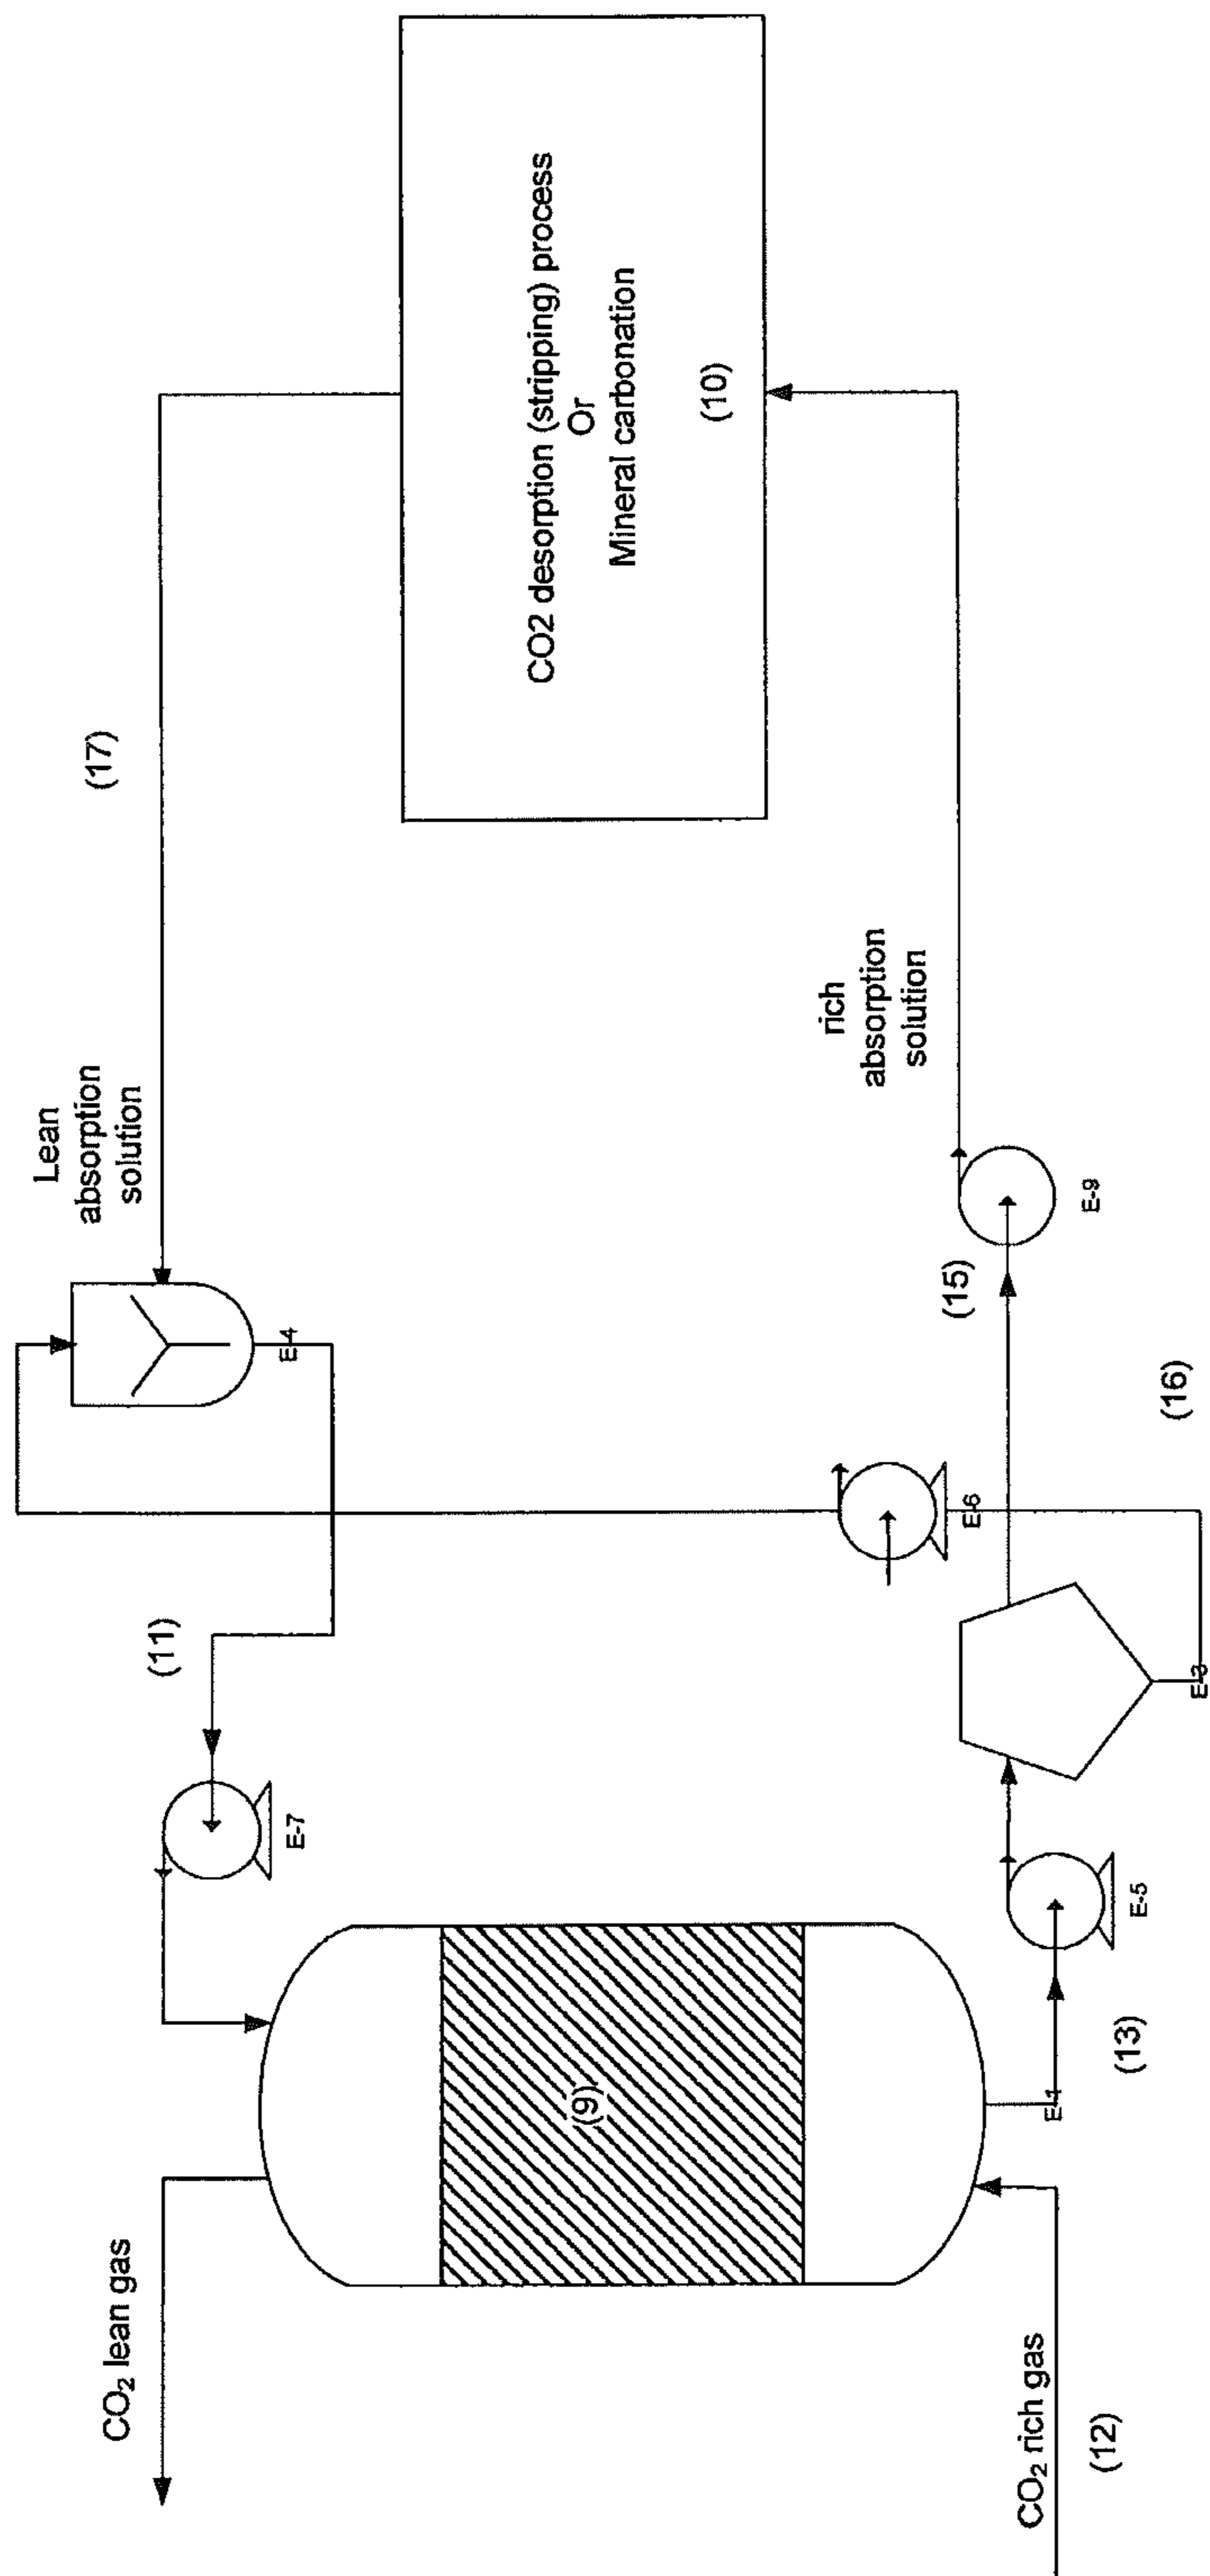 CO₂ lean gas
CO₂ rich gas
(12)
(9)
E-1
(13)
E-7
(11)
E-5
E-3
E-6
(16)
E-4
Lean
absorption
solution
(15)
E-9
rich
absorption
solution
(17)
CO2 desorption (stripping) process
Or
Mineral carbonation
(10)